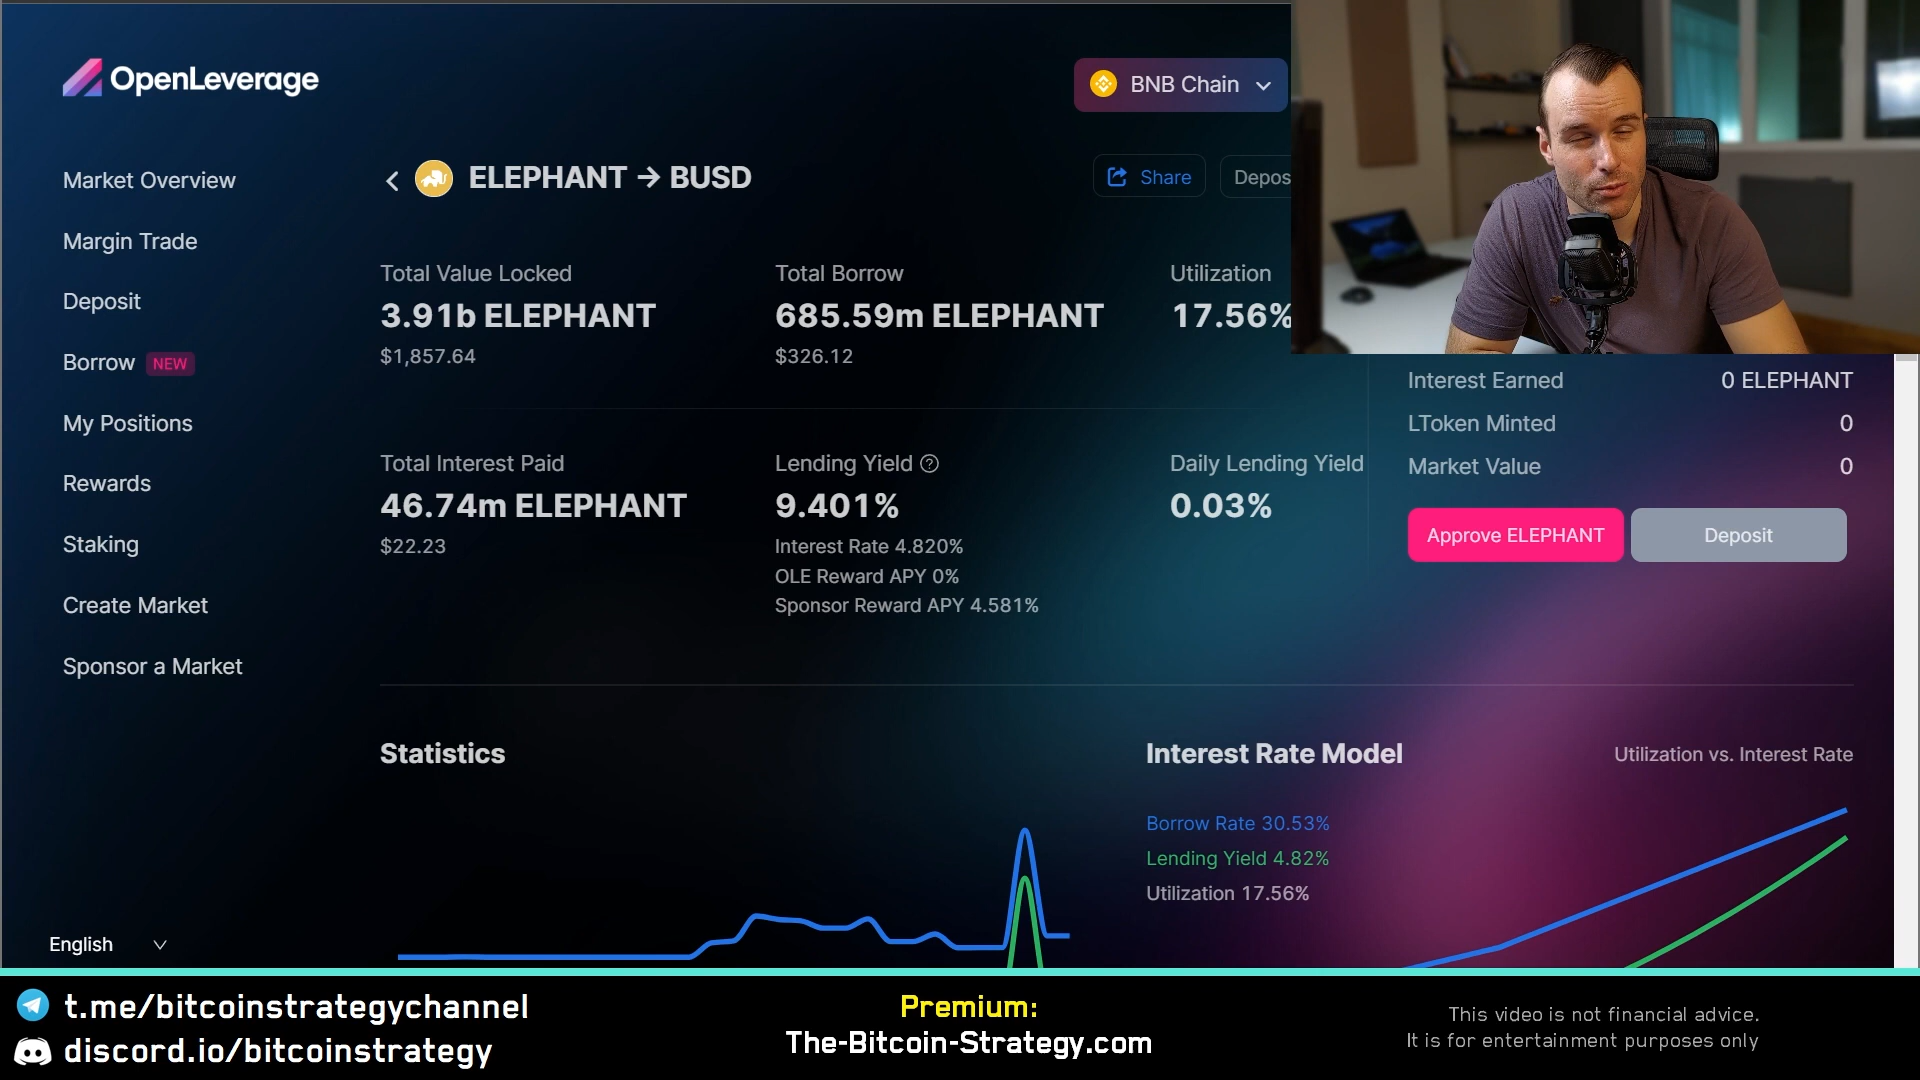 OpenLeverage
BNB Chain
Market Overview
Margin Trade
Deposit
Borrow NEW
My Positions
Rewards
Staking
Create Market
Sponsor a Market
English
ELEPHANT → BUSD
Share
Depos
Total Value Locked
3.91b ELEPHANT
$1,857.64
Total Borrow
685.59m ELEPHANT
$326.12
Utilization
17.56%
Total Interest Paid
46.74m ELEPHANT
$22.23
Lending Yield ?
9.401%
Interest Rate 4.820%
OLE Reward APY 0%
Sponsor Reward APY 4.581%
Daily Lending Yield
0.03%
Interest Earned 0 ELEPHANT
LToken Minted 0
Market Value 0
Approve ELEPHANT
Deposit
Statistics
Interest Rate Model
Utilization vs. Interest Rate
Borrow Rate 30.53%
Lending Yield 4.82%
Utilization 17.56%
t.me/bitcoinstrategychannel
discord.io/bitcoinstrategy
Premium:
The-Bitcoin-Strategy.com
This video is not financial advice.
It is for entertainment purposes only